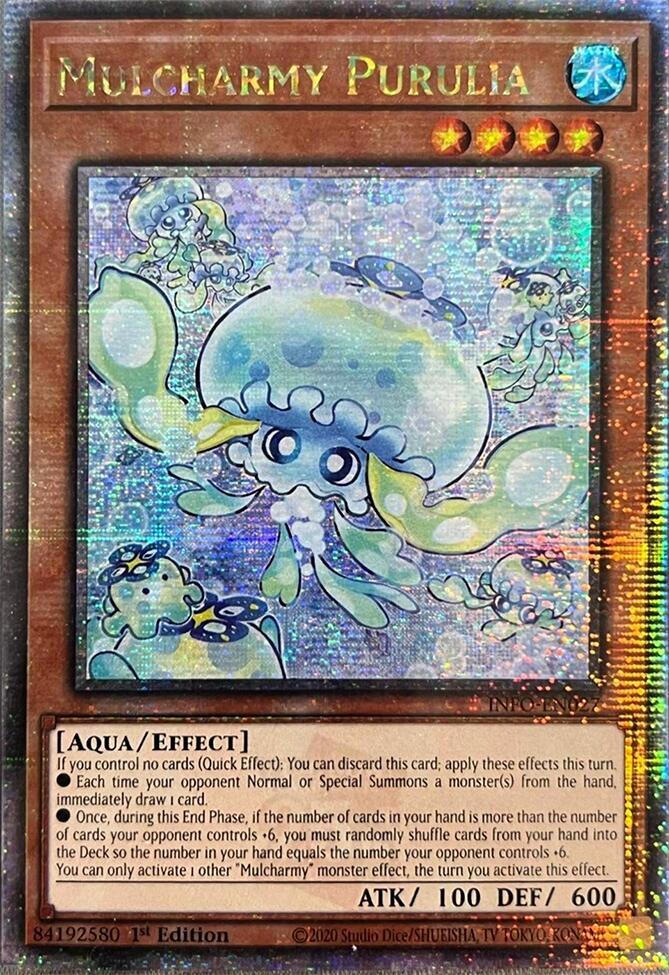 Mulcharmy Purulia
WATER
水
INFO-EN027
[Aqua/Effect]
If you control no cards (Quick Effect): You can discard this card; apply these effects this turn.
● Each time your opponent Normal or Special Summons a monster(s) from the hand,
immediately draw 1 card.
● Once, during this End Phase, if the number of cards in your hand is more than the number
of cards your opponent controls +6, you must randomly shuffle cards from your hand into
the Deck so the number in your hand equals the number your opponent controls +6.
You can only activate 1 other "Mulcharmy" monster effect, the turn you activate this effect.
ATK/ 100 DEF/ 600
84192580 1st Edition ©2020 Studio Dice/SHUEISHA, TV TOKYO, KONAMI